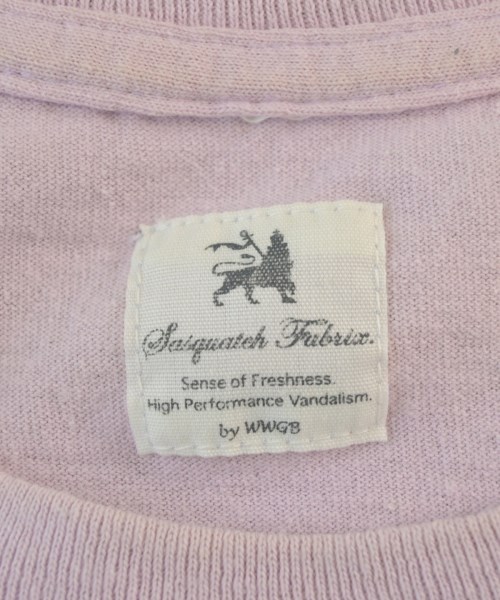 Sasquatch Fabrix.
Sense of Freshness.
High Performance Vandalism.
by WWGB